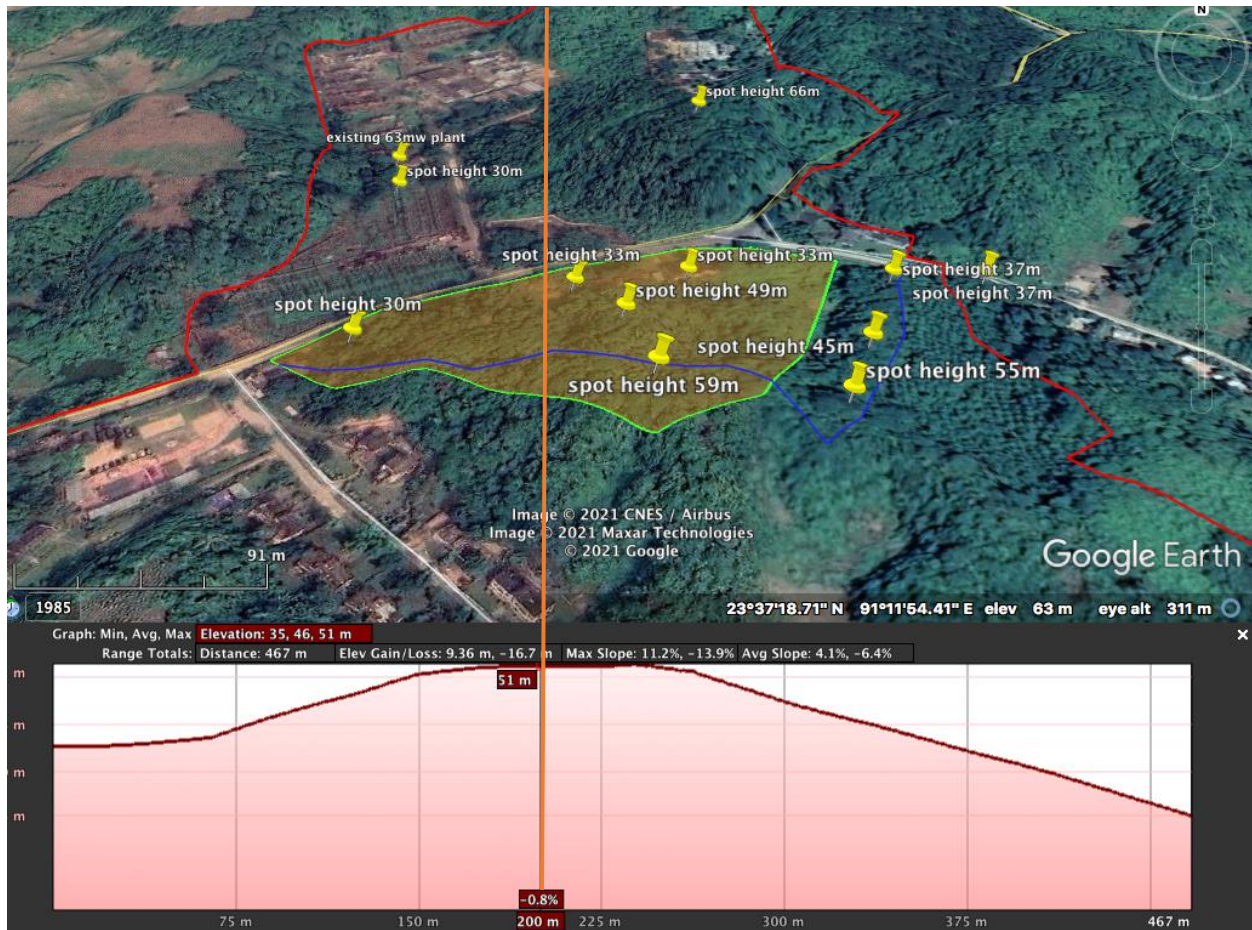 N
spot height 66m
existing 63mw plant
spot height 30m
spot height 33m
spot height 33m
spot height 37m
spot height 49m
spot height 37m
spot height 30m
spot height 45m
spot height 55m
spot height 59m
Image © 2021 CNES / Airbus
Image © 2021 Maxar Technologies
© 2021 Google
91 m
Google Earth
1985
23°37'18.71" N 91°11'54.41" E elev 63 m eye alt 311 m
Graph: Min, Avg, Max Elevation: 35, 46, 51 m
Range Totals: Distance: 467 m Elev Gain/Loss: 9.36 m, -16.7 m Max Slope: 11.2%, -13.9% Avg Slope: 4.1%, -6.4%
m
51 m
m
m
m
-0.8%
75 m 150 m 200 m 225 m 300 m 375 m 467 m